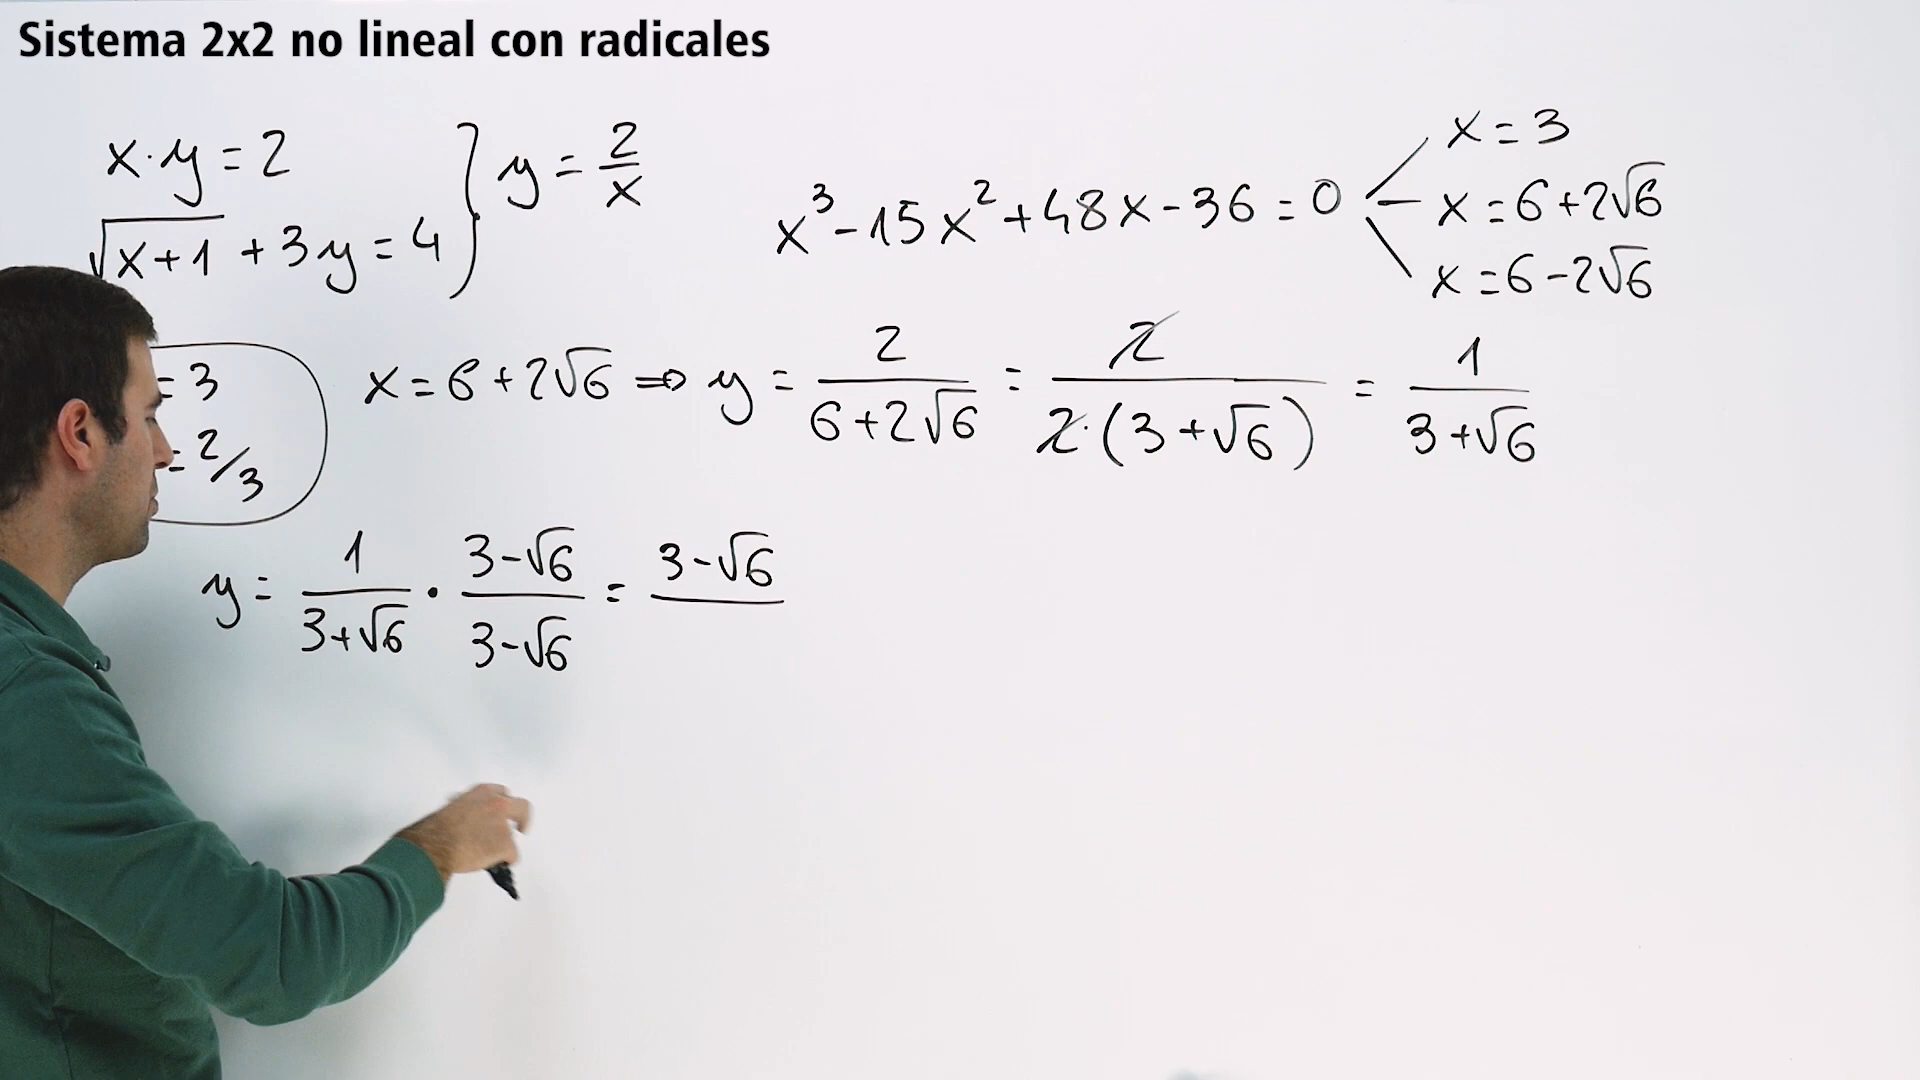 Sistema 2x2 no lineal con radicales
x·y=2
√x+1 + 3y=4
y = 2/x
x³-15x²+48x-36=0
x=3
x=6+2√6
x=6-2√6
=3
=2/3
x=6+2√6 ⇒ y = 2/(6+2√6) = 2/(2·(3+√6)) = 1/(3+√6)
y= 1/(3+√6) · (3-√6)/(3-√6) = 3-√6